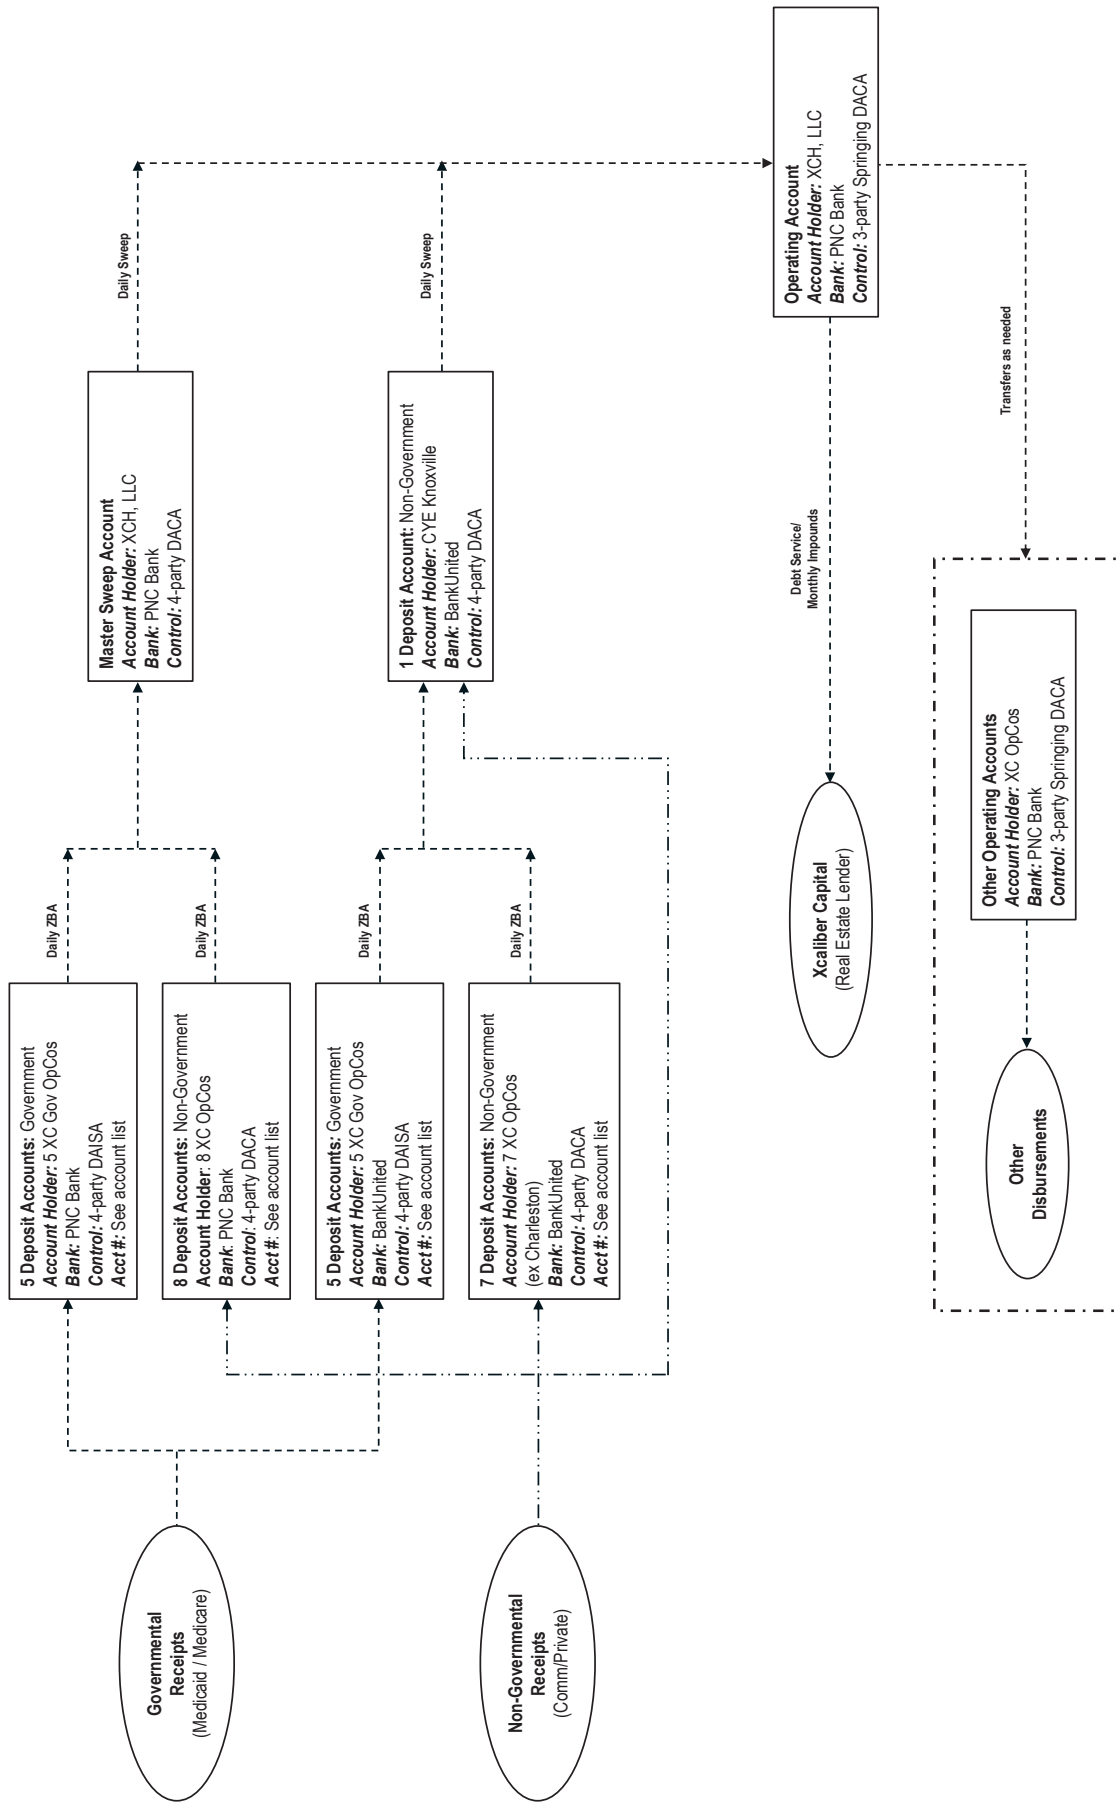 Governmental
Receipts
(Medicaid / Medicare)
Non-Governmental
Receipts
(Comm/Private)
5 Deposit Accounts: Government
Account Holder: 5 XC Gov OpCos
Bank: PNC Bank
Control: 4-party DAISA
Acct #: See account list
8 Deposit Accounts: Non-Government
Account Holder: 8 XC OpCos
Bank: PNC Bank
Control: 4-party DACA
Acct #: See account list
5 Deposit Accounts: Government
Account Holder: 5 XC Gov OpCos
Bank: BankUnited
Control: 4-party DAISA
Acct #: See account list
7 Deposit Accounts: Non-Government
Account Holder: 7 XC OpCos
(ex Charleston)
Bank: BankUnited
Control: 4-party DACA
Acct #: See account list
Daily ZBA
Daily ZBA
Daily ZBA
Daily ZBA
Master Sweep Account
Account Holder: XCH, LLC
Bank: PNC Bank
Control: 4-party DACA
1 Deposit Account: Non-Government
Account Holder: CYE Knoxville
Bank: BankUnited
Control: 4-party DACA
Daily Sweep
Daily Sweep
Operating Account
Account Holder: XCH, LLC
Bank: PNC Bank
Control: 3-party Springing DACA
Debt Service/
Monthly Impounds
Xcaliber Capital
(Real Estate Lender)
Transfers as needed
Other Operating Accounts
Account Holder: XC OpCos
Bank: PNC Bank
Control: 3-party Springing DACA
Other
Disbursements